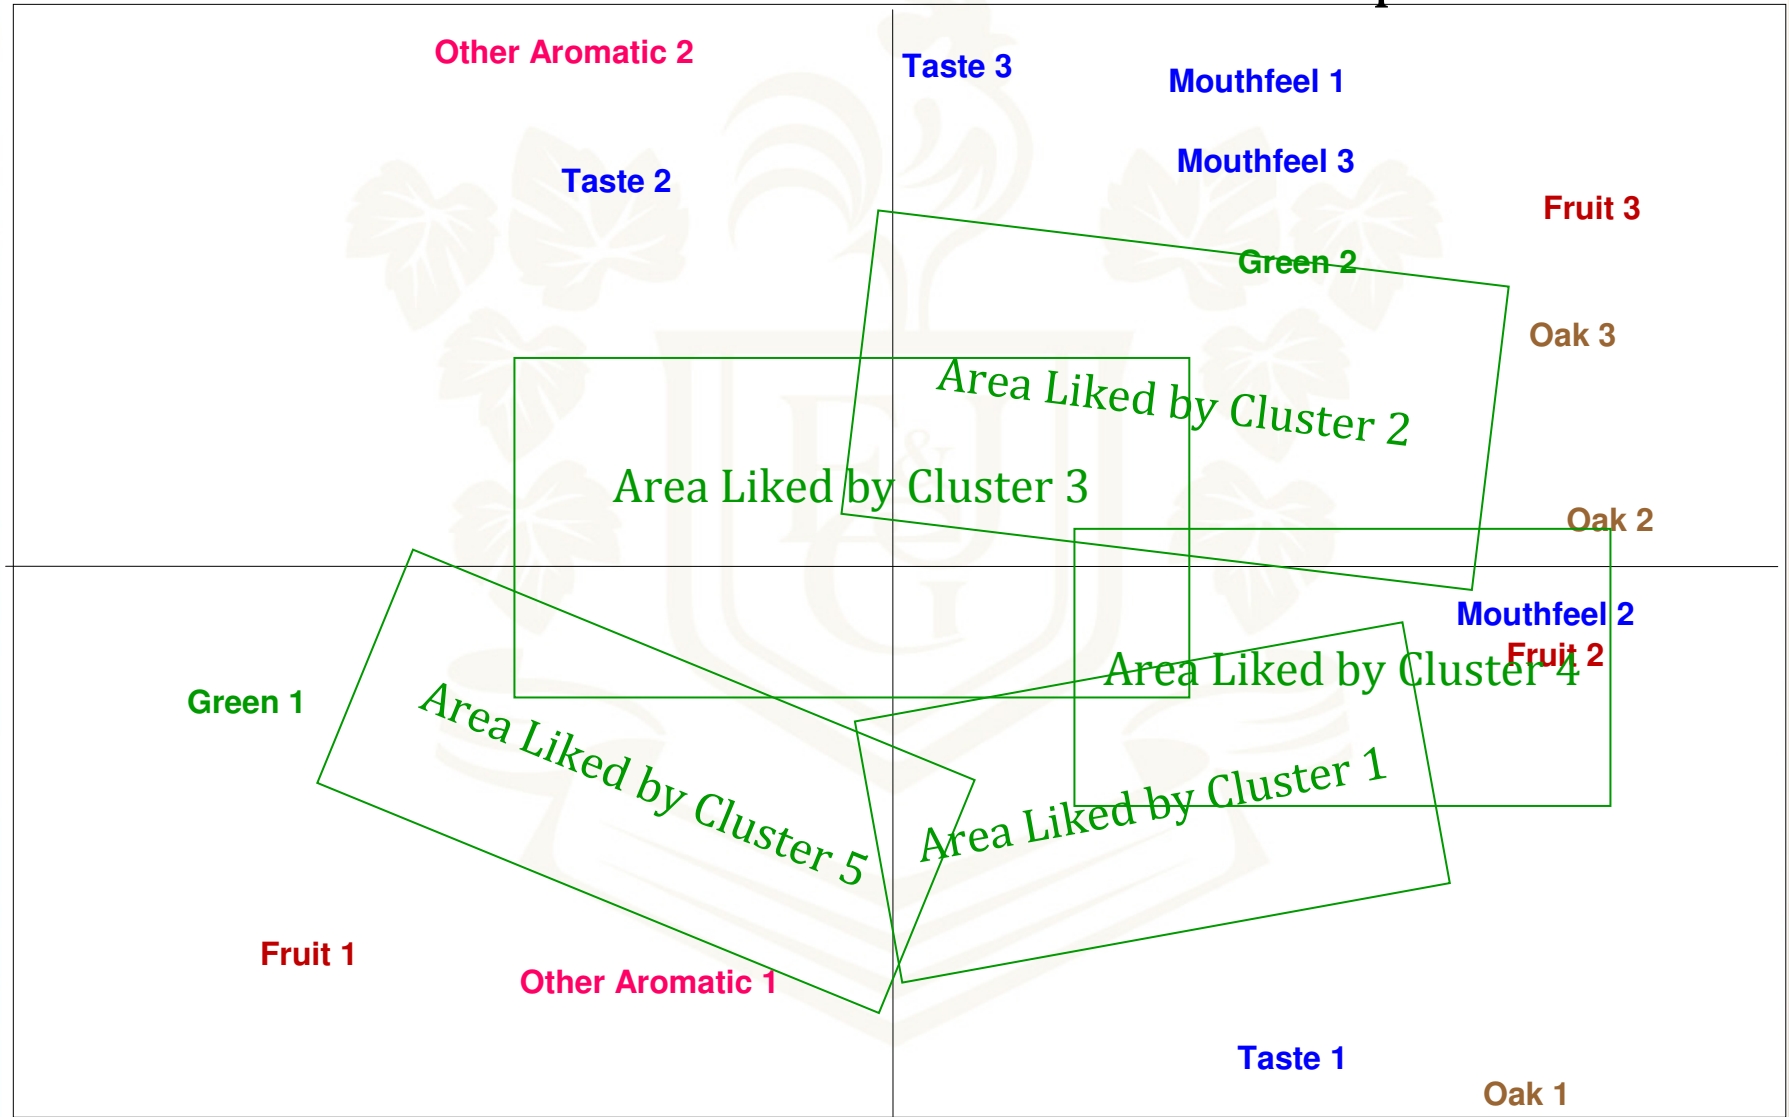 Other Aromatic 2
Taste 3
Mouthfeel 1
Mouthfeel 3
Taste 2
Fruit 3
Green 2
Oak 3
Area Liked by Cluster 2
Area Liked by Cluster 3
Oak 2
Mouthfeel 2
Fruit 2
Area Liked by Cluster 4
Green 1
Area Liked by Cluster 5
Area Liked by Cluster 1
Fruit 1
Other Aromatic 1
Taste 1
Oak 1
E&J
G